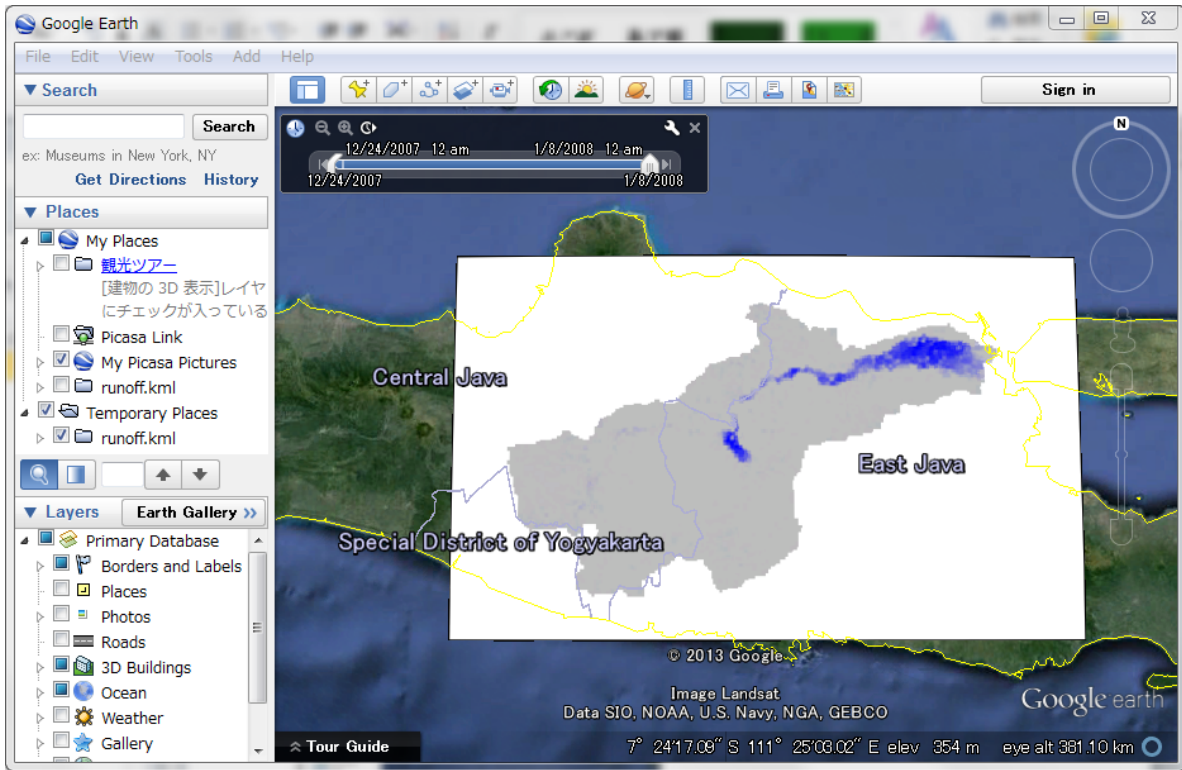 Google Earth
File Edit View Tools Add Help
Search
Search
ex: Museums in New York, NY
Get Directions History
Places
My Places
観光ツアー
[建物の 3D 表示]レイヤ
にチェックが入っている
Picasa Link
My Picasa Pictures
runoff.kml
Temporary Places
runoff.kml
Layers
Earth Gallery >>
Primary Database
Borders and Labels
Places
Photos
Roads
3D Buildings
Ocean
Weather
Gallery
Sign in
12/24/2007 12 am 1/8/2008 12 am
12/24/2007 1/8/2008
N
Central Java
East Java
Special District of Yogyakarta
© 2013 Google
Image Landsat
Data SIO, NOAA, U.S. Navy, NGA, GEBCO
Google earth
Tour Guide
7° 24'17.09" S 111° 25'03.02" E elev 354 m eye alt 381.10 km